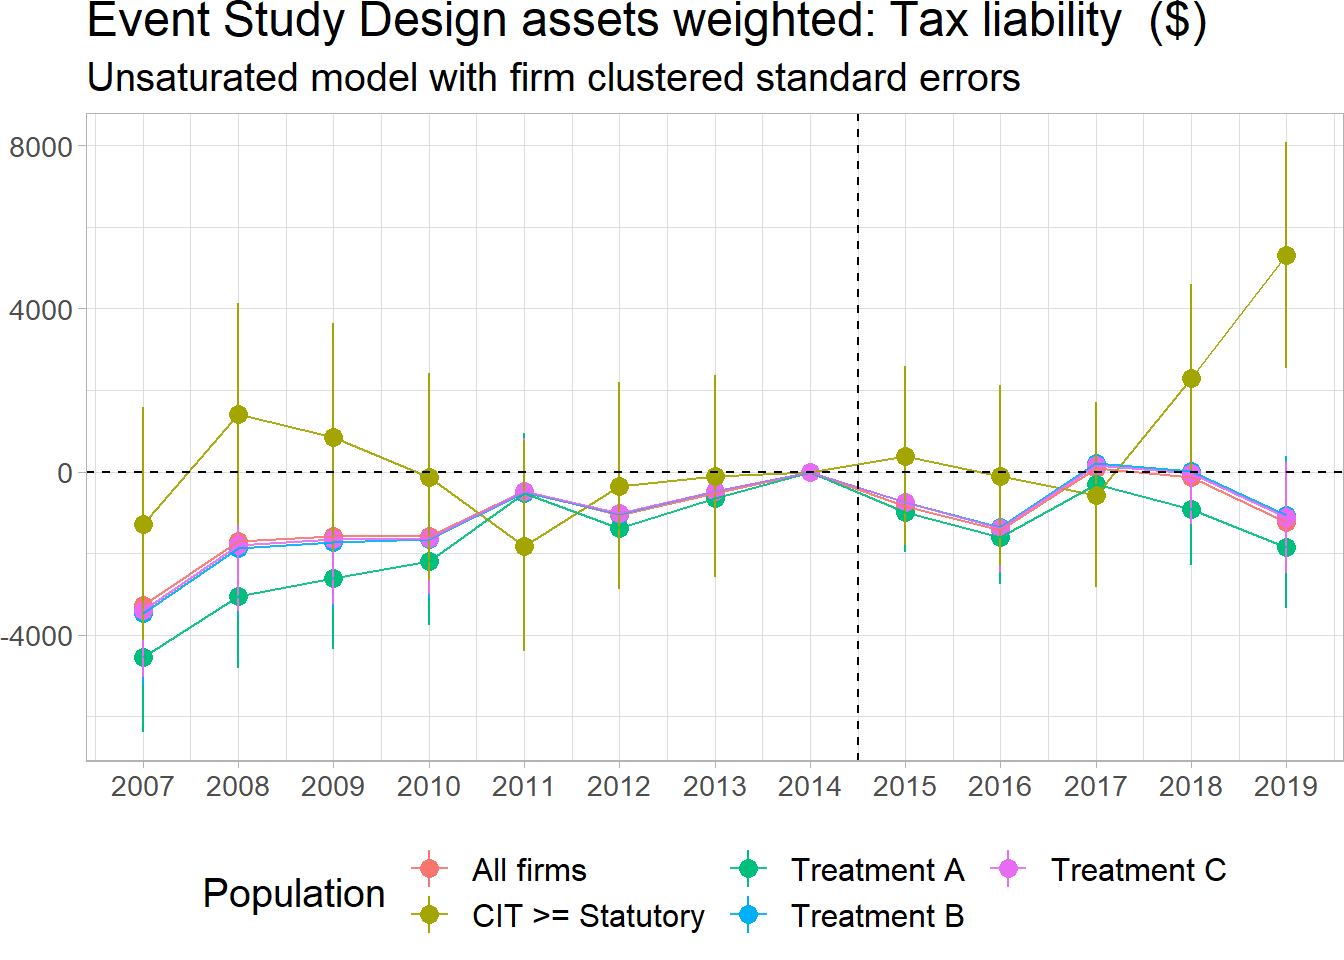 Event Study Design assets weighted: Tax liability ($)
Unsaturated model with firm clustered standard errors
8000
4000
0
-4000
2007 2008 2009 2010 2011 2012 2013 2014 2015 2016 2017 2018 2019
Population
All firms
CIT >= Statutory
Treatment A
Treatment B
Treatment C